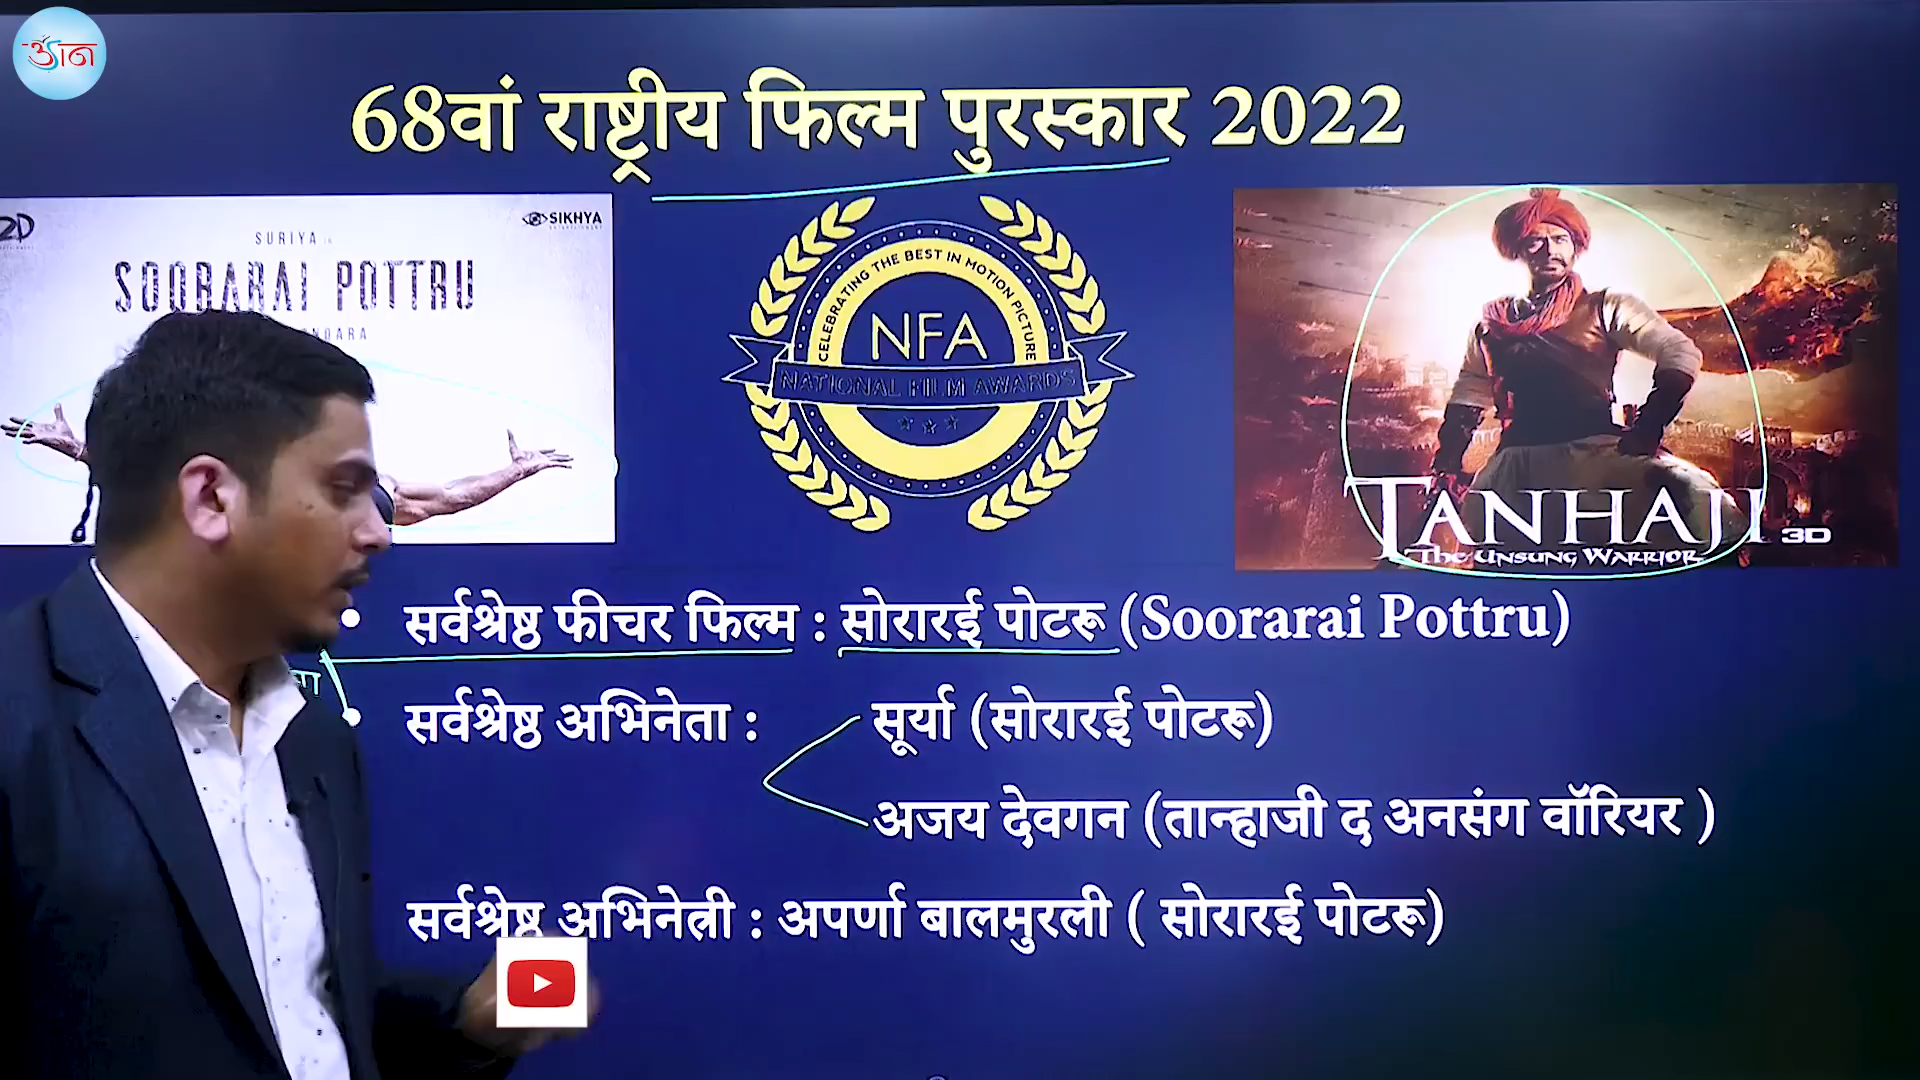 ज्ञान
68वां राष्ट्रीय फिल्म पुरस्कार 2022
2D
SIKHYA
SURIYA IN
SOORARAI POTTRU
CELEBRATING THE BEST IN MOTION PICTURE
NFA
NATIONAL FILM AWARDS
TANHAJI 3D
The UNSUNG WARRIOR
• सर्वश्रेष्ठ फीचर फिल्म : सोरारई पोटरू (Soorarai Pottru)
• सर्वश्रेष्ठ अभिनेता : सूर्या (सोरारई पोटरू)
अजय देवगन (तान्हाजी द अनसंग वॉरियर )
सर्वश्रेष्ठ अभिनेत्री : अपर्णा बालमुरली ( सोरारई पोटरू)